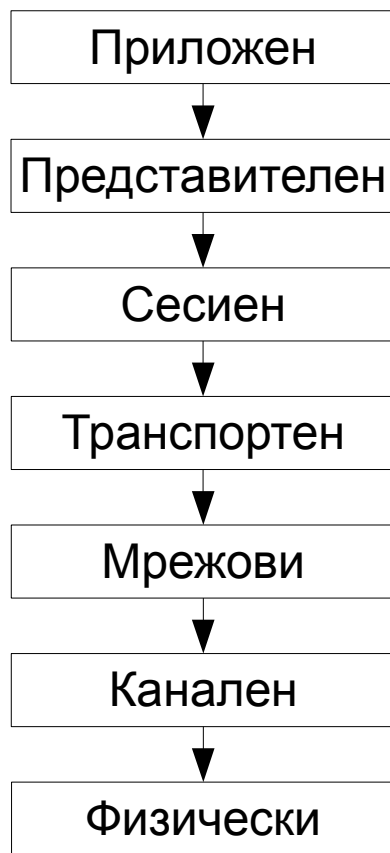 Приложен
Представителен
Сесиен
Транспортен
Мрежови
Канален
Физически